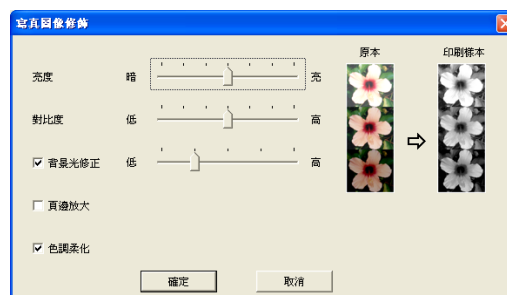 寫真圖像修飾
原本 印刷樣本
亮度 暗 亮
對比度 低 高
背景光修正 低 高
頁邊放大
色調柔化
確定 取消